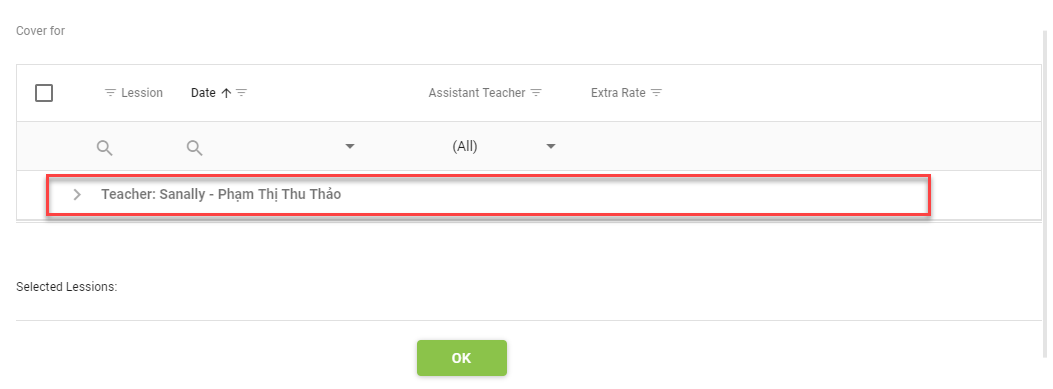 Cover for
Lession Date Assistant Teacher Extra Rate
(All)
Teacher: Sanally - Phạm Thị Thu Thảo
Selected Lessions:
OK